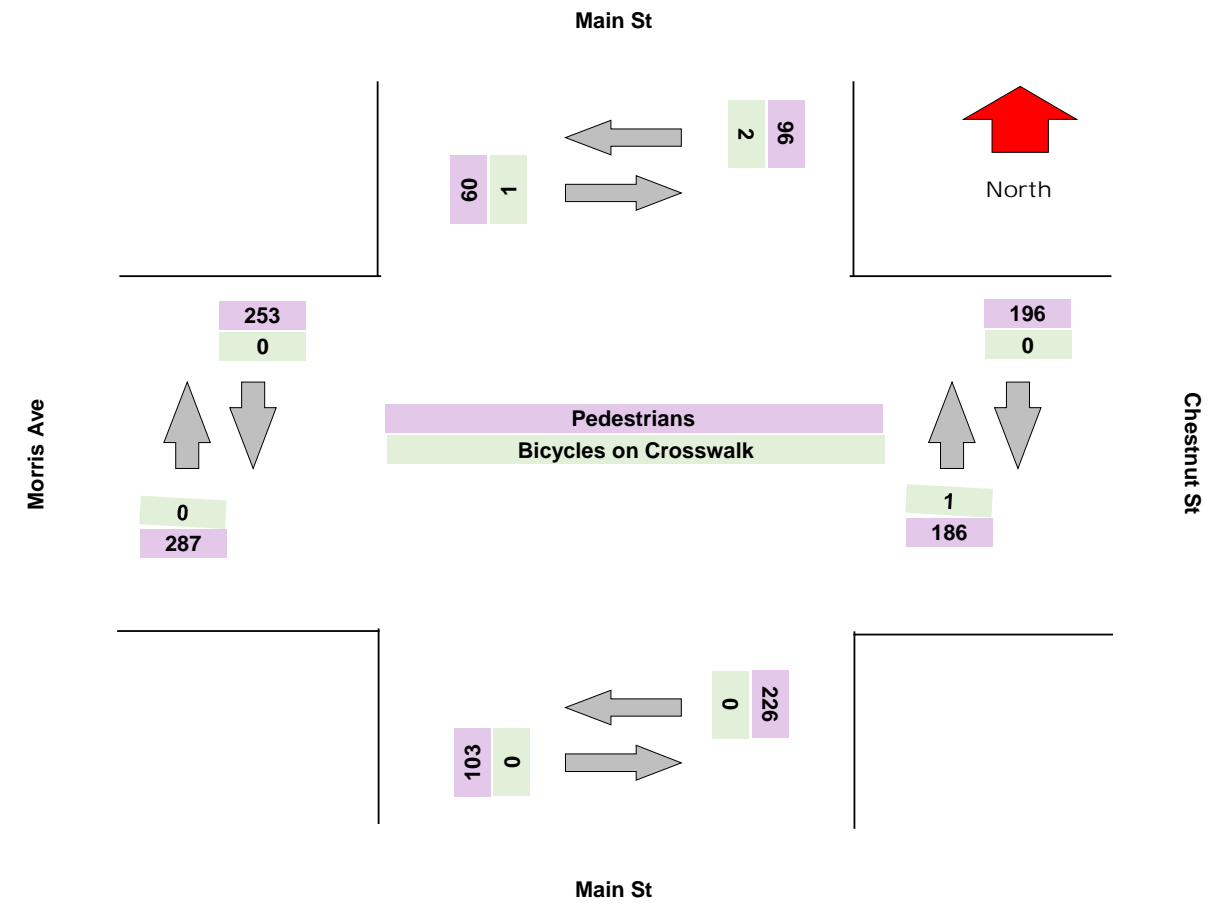 Main St
2
96
60
1
North
253
0
196
0
Morris Ave
Pedestrians
Bicycles on Crosswalk
Chestnut St
0
287
1
186
0
226
103
0
Main St